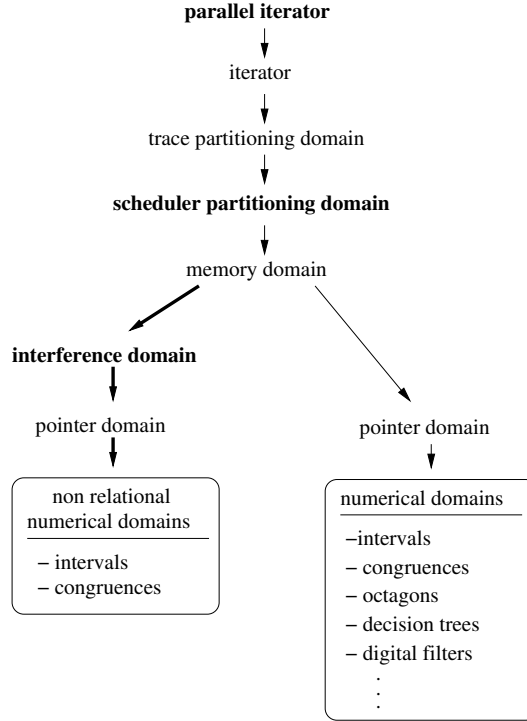 parallel iterator
iterator
trace partitioning domain
scheduler partitioning domain
memory domain
interference domain
pointer domain
non relational
numerical domains
– intervals
– congruences
pointer domain
numerical domains
–intervals
– congruences
– octagons
– decision trees
– digital filters
.
.
.